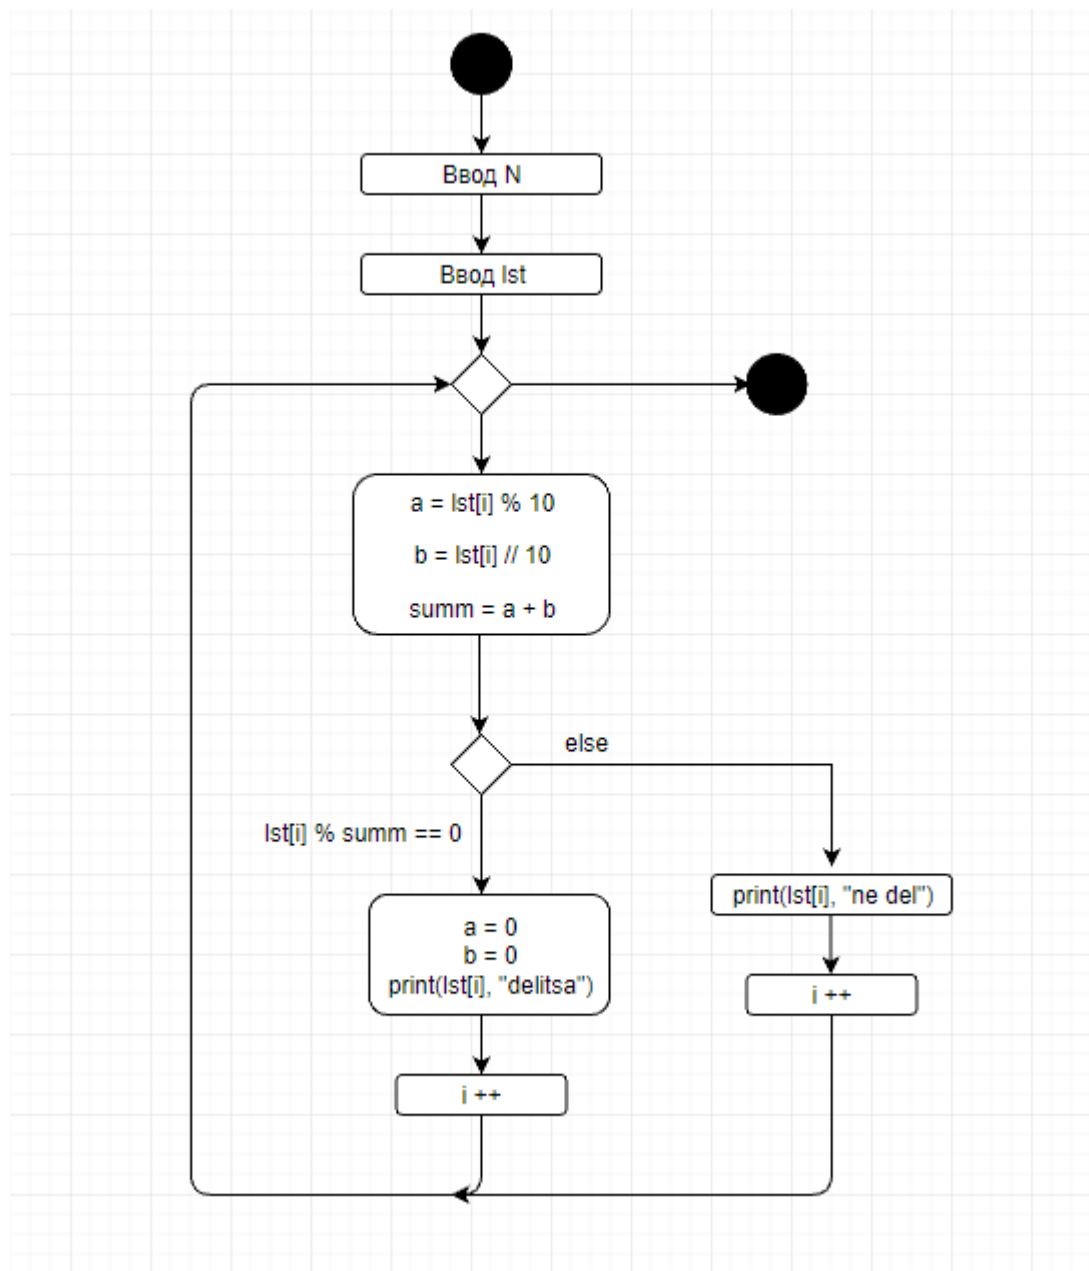 Ввод N
Ввод lst
a = lst[i] % 10
b = lst[i] // 10
summ = a + b
else
lst[i] % summ == 0
a = 0
b = 0
print(lst[i], "delitsa")
i ++
print(lst[i], "ne del")
i ++